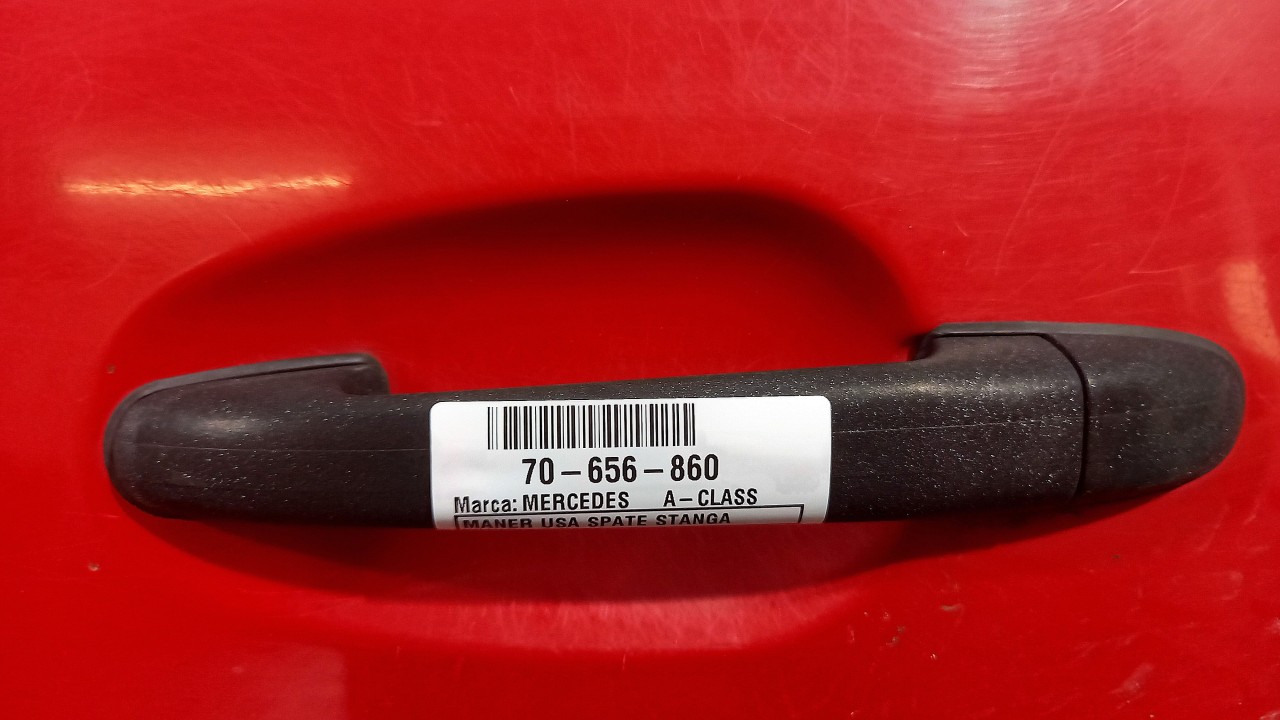 70-656-860
Marca: MERCEDES A-CLASS
MANER USA SPATE STANGA